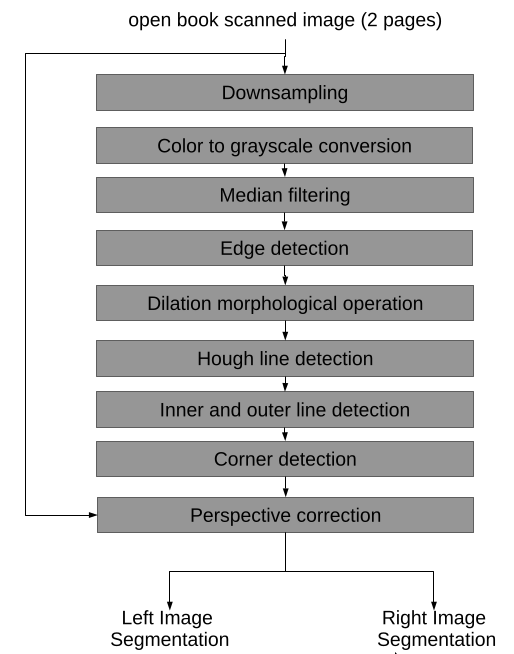 open book scanned image (2 pages)
Downsampling
Color to grayscale conversion
Median filtering
Edge detection
Dilation morphological operation
Hough line detection
Inner and outer line detection
Corner detection
Perspective correction
Left Image
Segmentation
Right Image
Segmentation